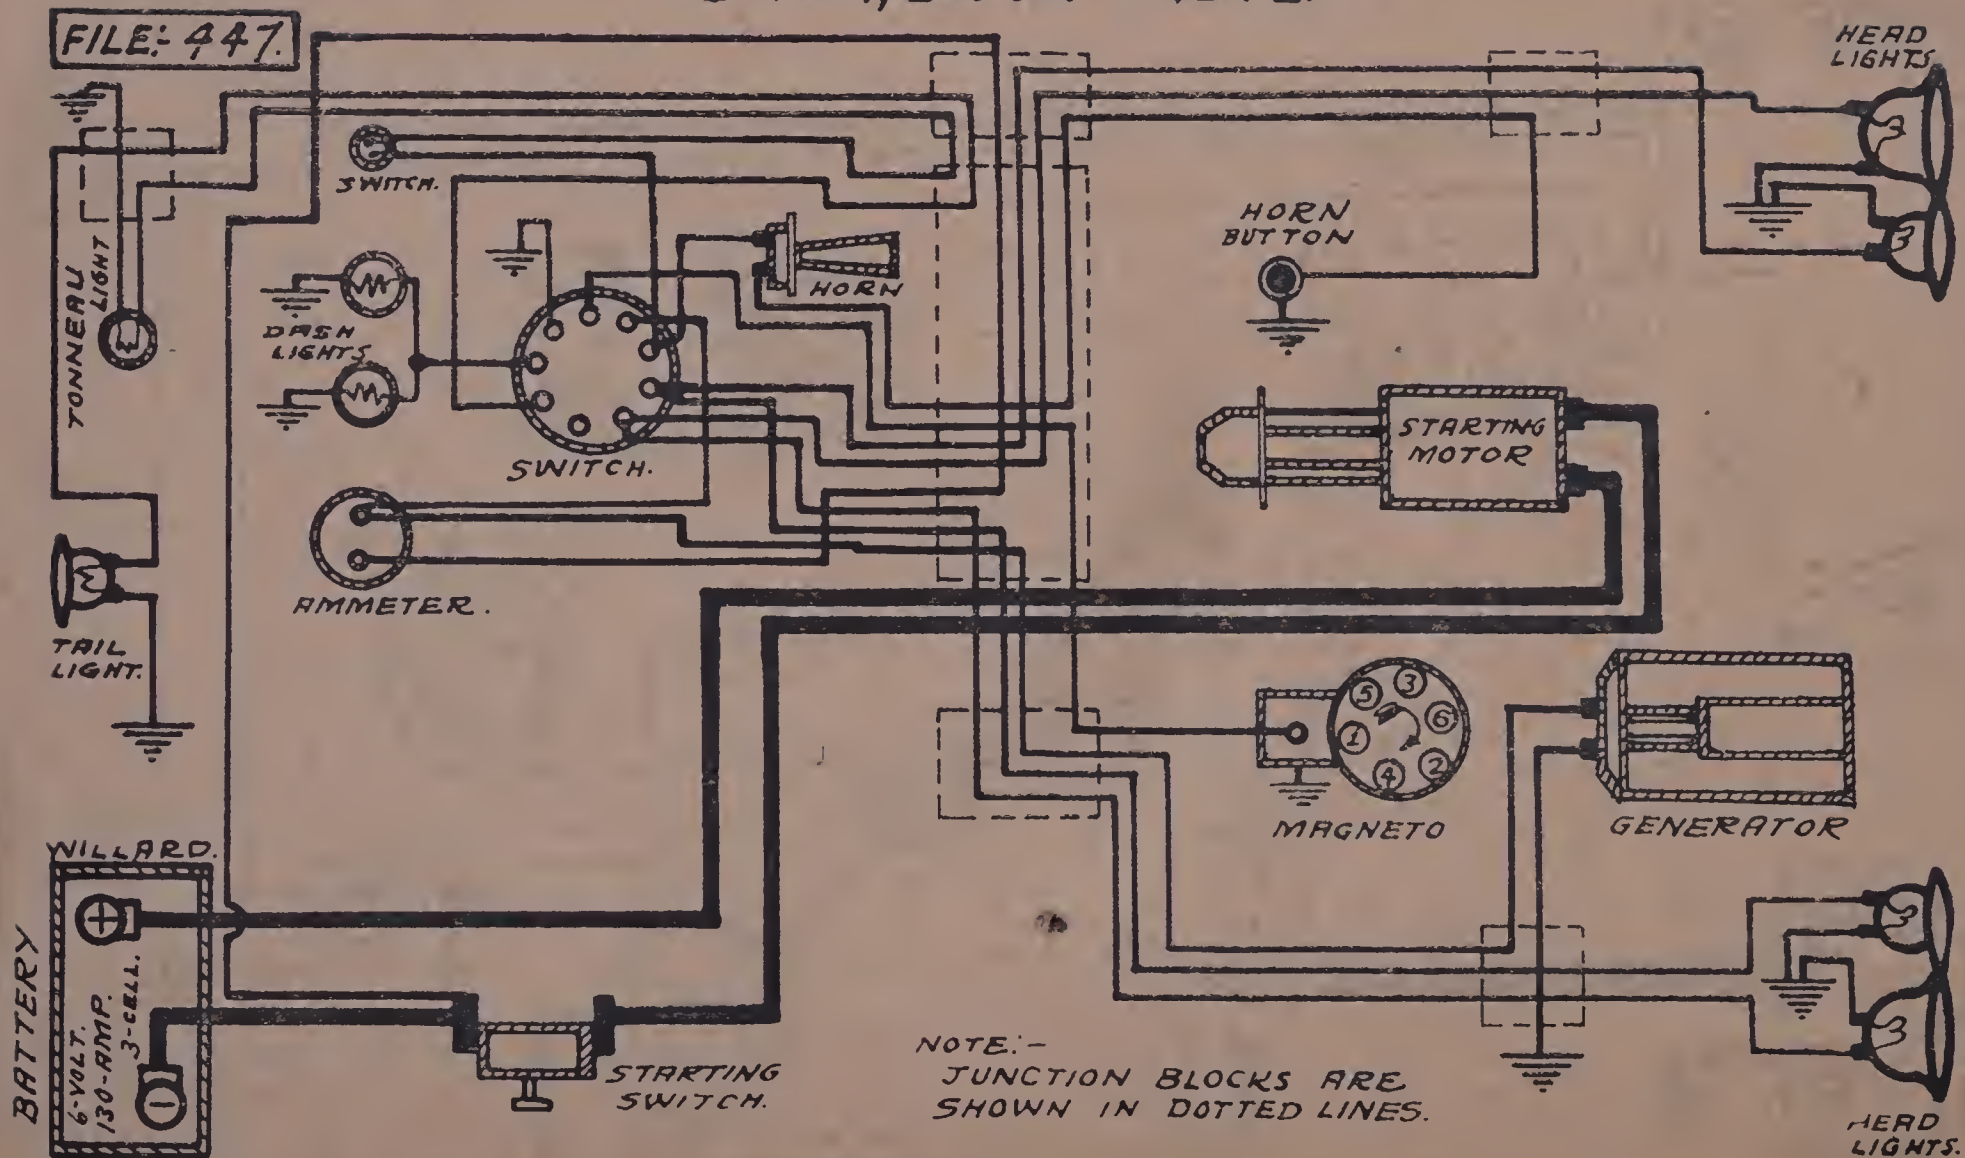 FILE:- 447.
HEAD
LIGHTS
SWITCH.
HORN
HORN
BUTTON
TONNEAU
LIGHT
DASH
LIGHTS.
SWITCH.
STARTING
MOTOR
AMMETER.
TAIL
LIGHT.
5
3
6
1
2
4
MAGNETO
GENERATOR
WILLARD.
BATTERY
6-VOLT.
130-AMP.
3-CELL.
+
-
STARTING
SWITCH.
NOTE:-
JUNCTION BLOCKS ARE
SHOWN IN DOTTED LINES.
HEAD
LIGHTS.